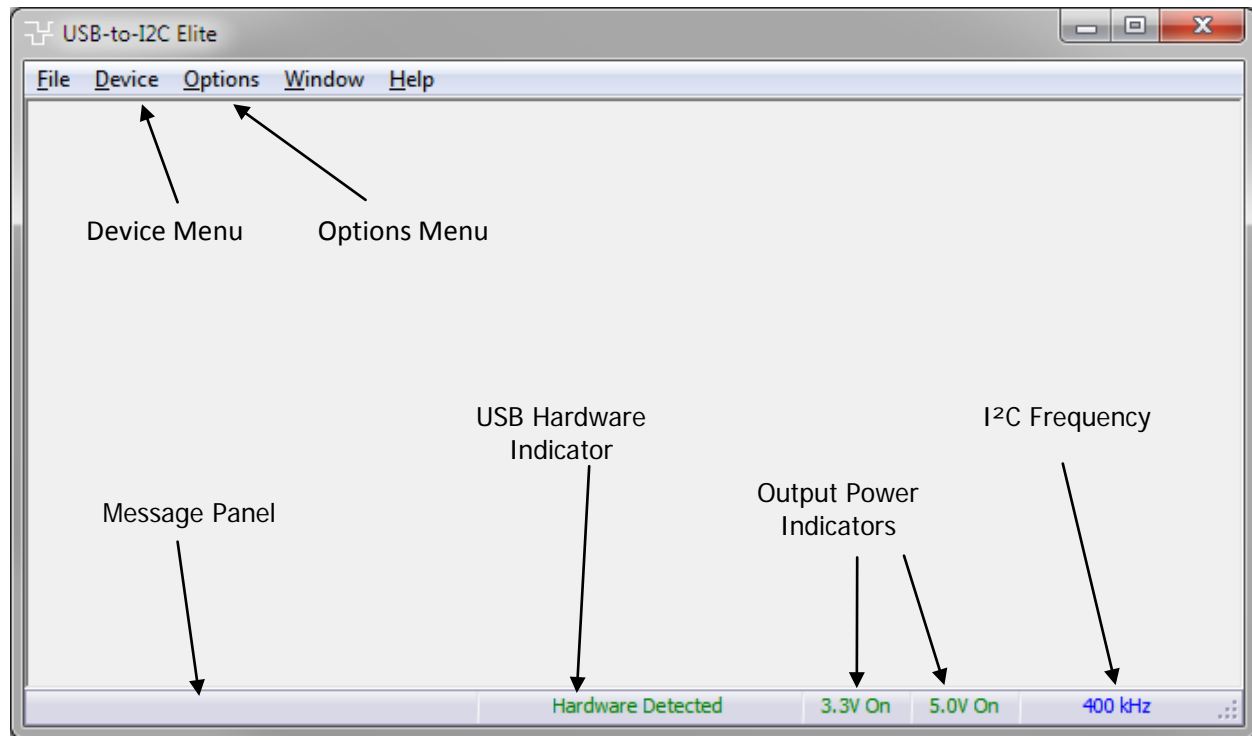 USB-to-I2C Elite
File Device Options Window Help
Device Menu
Options Menu
USB Hardware
Indicator
I²C Frequency
Output Power
Indicators
Message Panel
Hardware Detected
3.3V On
5.0V On
400 kHz